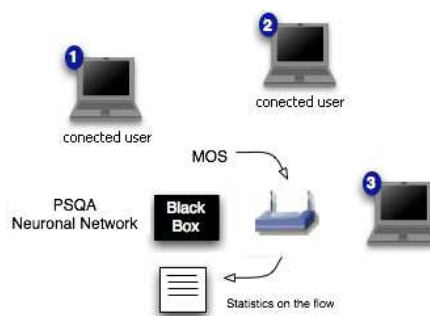 1
2
conected user
conected user
MOS
3
PSQA
Neuronal Network
Black
Box
Statistics on the flow